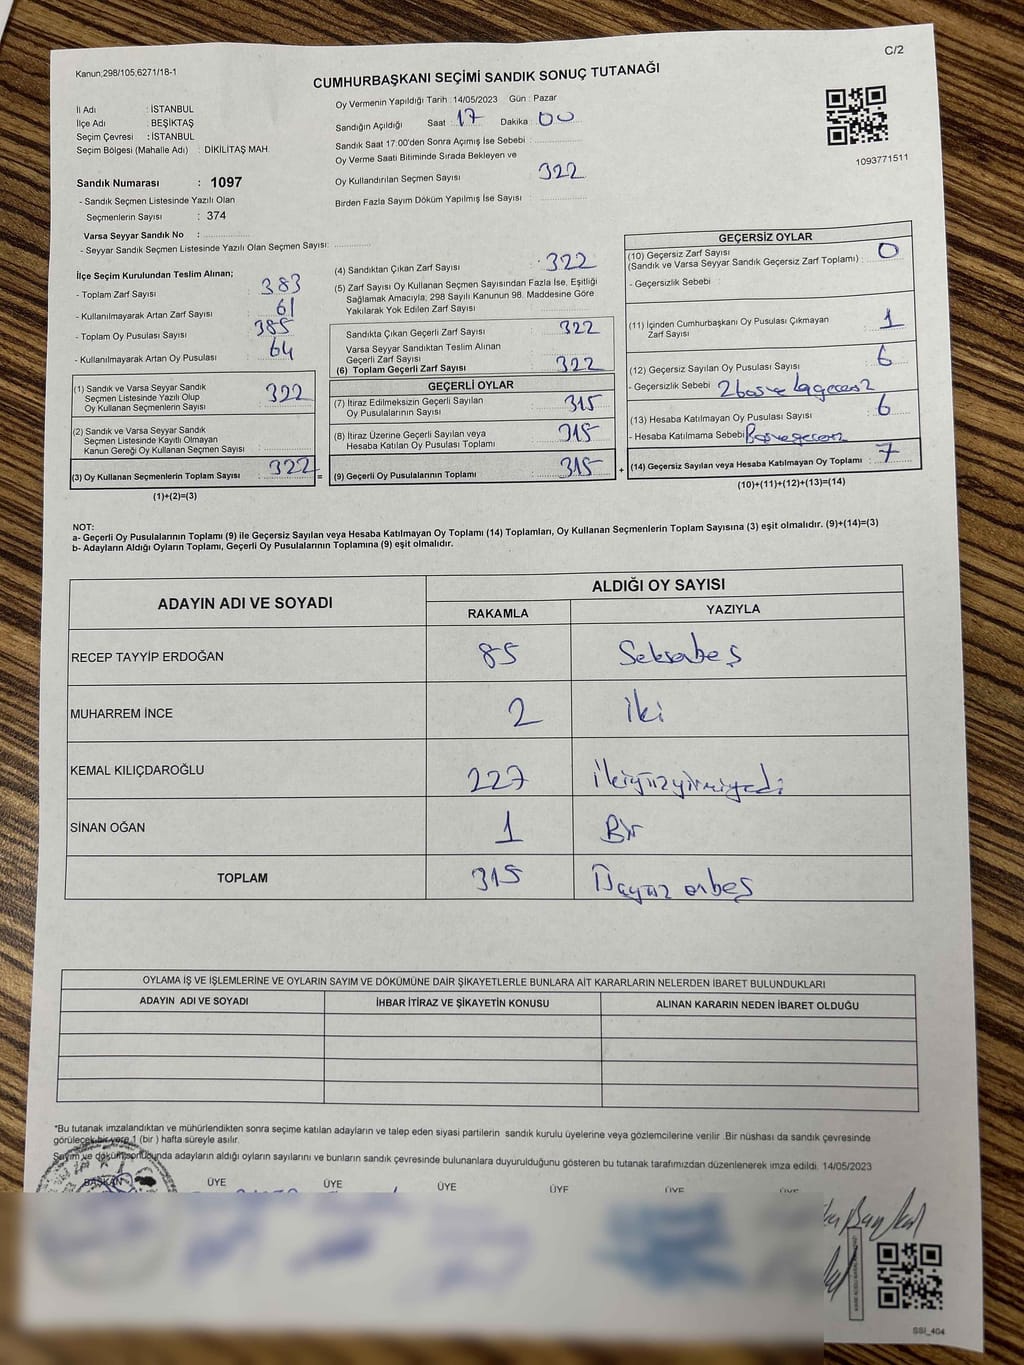 Kanun,298/105,6271/18-1
C/2
CUMHURBAŞKANI SEÇİMİ SANDIK SONUÇ TUTANAĞI
İl Adı : İSTANBUL
İlçe Adı : BEŞİKTAŞ
Seçim Çevresi : İSTANBUL
Seçim Bölgesi (Mahalle Adı) : DİKİLİTAŞ MAH.
Sandık Numarası : 1097
- Sandık Seçmen Listesinde Yazılı Olan
Seçmenlerin Sayısı : 374
Varsa Seyyar Sandık No :
- Seyyar Sandık Seçmen Listesinde Yazılı Olan Seçmen Sayısı:
Oy Vermenin Yapıldığı Tarih : 14/05/2023 Gün : Pazar
Sandığın Açıldığı Saat : 17 Dakika : 00
Sandık Saat 17:00'den Sonra Açımış İse Sebebi :
Oy Verme Saati Bitiminde Sırada Bekleyen ve
Oy Kullandırılan Seçmen Sayısı 322
Birden Fazla Sayım Döküm Yapılmış İse Sayısı :
1093771511
İlçe Seçim Kurulundan Teslim Alınan;
- Toplam Zarf Sayısı : 383
- Kullanılmayarak Artan Zarf Sayısı : 61
- Toplam Oy Pusulası Sayısı : 385
- Kullanılmayarak Artan Oy Pusulası : 64
(1) Sandık ve Varsa Seyyar Sandık
Seçmen Listesinde Yazılı Olup
Oy Kullanan Seçmenlerin Sayısı : 322
(2) Sandık ve Varsa Seyyar Sandık
Seçmen Listesinde Kayıtlı Olmayan
Kanun Gereği Oy Kullanan Seçmen Sayısı :
(3) Oy Kullanan Seçmenlerin Toplam Sayısı : 322 =
(1)+(2)=(3)
(4) Sandıktan Çıkan Zarf Sayısı : 322
(5) Zarf Sayısı Oy Kullanan Seçmen Sayısından Fazla İse, Eşitliği
Sağlamak Amacıyla, 298 Sayılı Kanunun 98. Maddesine Göre
Yakılarak Yok Edilen Zarf Sayısı :
Sandıkta Çıkan Geçerli Zarf Sayısı : 322
Varsa Seyyar Sandıktan Teslim Alınan
Geçerli Zarf Sayısı :
(6) Toplam Geçerli Zarf Sayısı : 322
GEÇERLİ OYLAR
(7) İtiraz Edilmeksizin Geçerli Sayılan
Oy Pusulalarının Sayısı : 315
(8) İtiraz Üzerine Geçerli Sayılan veya
Hesaba Katılan Oy Pusulası Toplamı : 315
(9) Geçerli Oy Pusulalarının Toplamı : 315 +
GEÇERSİZ OYLAR
(10) Geçersiz Zarf Sayısı
(Sandık ve Varsa Seyyar Sandık Geçersiz Zarf Toplamı) : 0
- Geçersizlik Sebebi :
(11) İçinden Cumhurbaşkanı Oy Pusulası Çıkmayan
Zarf Sayısı : 1
(12) Geçersiz Sayılan Oy Pusulası Sayısı : 6
- Geçersizlik Sebebi : 2
(13) Hesaba Katılmayan Oy Pusulası Sayısı : 6
- Hesaba Katılmama Sebebi
(14) Geçersiz Sayılan veya Hesaba Katılmayan Oy Toplamı : 7
(10)+(11)+(12)+(13)=(14)
NOT:
a- Geçerli Oy Pusulalarının Toplamı (9) ile Geçersiz Sayılan veya Hesaba Katılmayan Oy Toplamı (14) Toplamları, Oy Kullanan Seçmenlerin Toplam Sayısına (3) eşit olmalıdır. (9)+(14)=(3)
b- Adayların Aldığı Oyların Toplamı, Geçerli Oy Pusulalarının Toplamına (9) eşit olmalıdır.
ADAYIN ADI VE SOYADI ALDIĞI OY SAYISI
RAKAMLA YAZIYLA
RECEP TAYYİP ERDOĞAN 85 Seksenbeş
MUHARREM İNCE 2 İki
KEMAL KILIÇDAROĞLU 227 İkiyüzyirmiyedi
SİNAN OĞAN 1 Bir
TOPLAM 315 Üçyüz onbeş
OYLAMA İŞ VE İŞLEMLERİNE VE OYLARIN SAYIM VE DÖKÜMÜNE DAİR ŞİKAYETLERLE BUNLARA AİT KARARLARIN NELERDEN İBARET BULUNDUKLARI
ADAYIN ADI VE SOYADI İHBAR İTİRAZ VE ŞİKAYETİN KONUSU ALINAN KARARIN NEDEN İBARET OLDUĞU
*Bu tutanak imzalandıktan ve mühürlendikten sonra seçime katılan adayların ve talep eden siyasi partilerin sandık kurulu üyelerine veya gözlemcilerine verilir .Bir nüshası da sandık çevresinde
görülecek bir yere 1 (bir ) hafta süreyle asılır.
Sayım ve döküm sonucunda adayların aldığı oyların sayılarını ve bunların sandık çevresinde bulunanlara duyurulduğunu gösteren bu tutanak tarafımızdan düzenlenerek imza edildi. 14/05/2023
BAŞKAN ÜYE ÜYE ÜYE ÜYE ÜYE ÜYE
SSI_404